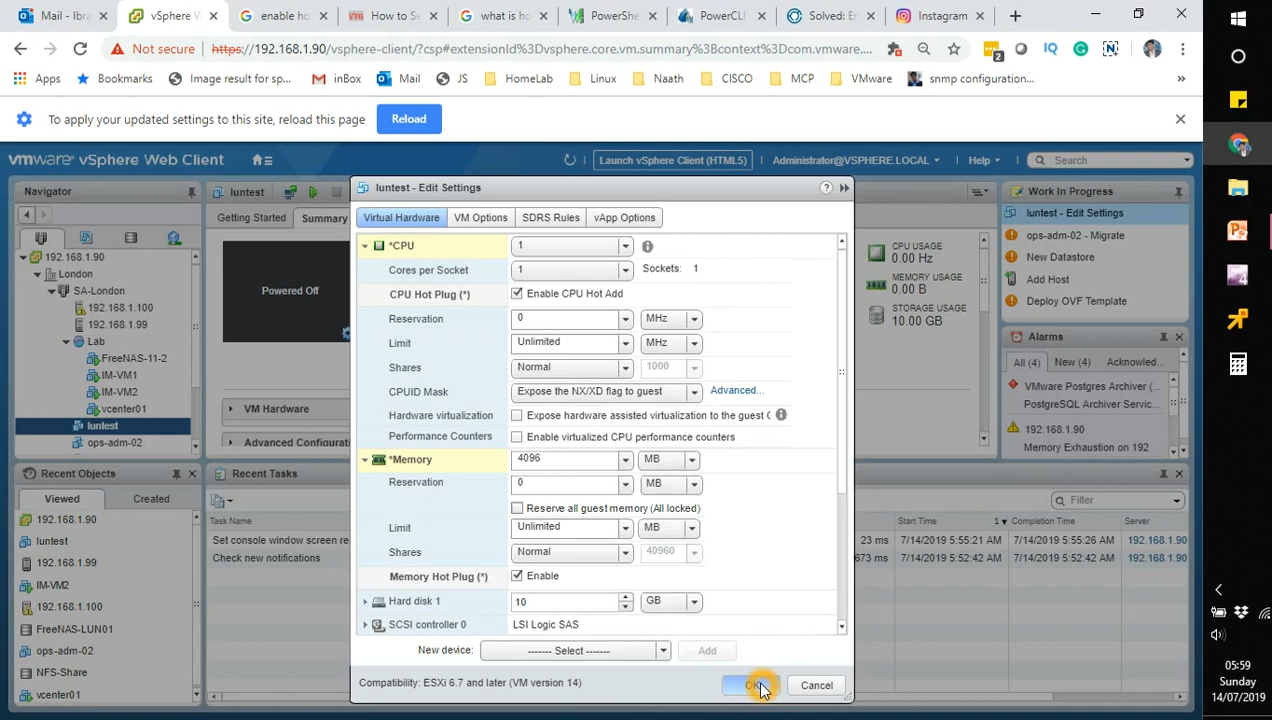 Mail - Ibra
vSphere Web C
enable ho
How to Se
what is ho
PowerShe
PowerCLI
Solved: En
Instagram
Not secure
https://192.168.1.90/vsphere-client/?csp#extensionId%3Dvsphere.core.vm.summary%3Bcontext%3Dcom.vmware....
2
IQ
Apps
Bookmarks
Image result for sp...
inBox
Mail
JS
HomeLab
Linux
Naath
CISCO
MCP
VMware
snmp configuration...
»
To apply your updated settings to this site, reload this page
Reload
vmware® vSphere Web Client
Launch vSphere Client (HTML5)
Administrator@VSPHERE.LOCAL
Help
Search
Navigator
192.168.1.90
London
SA-London
192.168.1.100
192.168.1.99
Lab
FreeNAS-11-2
IM-VM1
IM-VM2
vcenter01
luntest
ops-adm-02
luntest
Getting Started
Summary
Powered Off
VM Hardware
Advanced Configura
luntest - Edit Settings
Virtual Hardware
VM Options
SDRS Rules
vApp Options
*CPU
1
Cores per Socket
1
Sockets: 1
CPU Hot Plug (*)
Enable CPU Hot Add
Reservation
0
MHz
Limit
Unlimited
MHz
Shares
Normal
1000
CPUID Mask
Expose the NX/XD flag to guest
Advanced...
Hardware virtualization
Expose hardware assisted virtualization to the guest
Performance Counters
Enable virtualized CPU performance counters
*Memory
4096
MB
Reservation
0
MB
Reserve all guest memory (All locked)
Limit
Unlimited
MB
Shares
Normal
40960
Memory Hot Plug (*)
Enable
Hard disk 1
10
GB
SCSI controller 0
LSI Logic SAS
New device:
------- Select -------
Add
Compatibility: ESXi 6.7 and later (VM version 14)
OK
Cancel
CPU USAGE
0.00 Hz
MEMORY USAGE
0.00 B
STORAGE USAGE
10.00 GB
Work In Progress
luntest - Edit Settings
ops-adm-02 - Migrate
New Datastore
Add Host
Deploy OVF Template
Alarms
All (4)
New (4)
Acknowled...
VMware Postgres Archiver (
PostgreSQL Archiver Servic...
192.168.1.90
Memory Exhaustion on 192
Recent Objects
Viewed
Created
192.168.1.90
luntest
192.168.1.99
IM-VM2
192.168.1.100
FreeNAS-LUN01
ops-adm-02
NFS-Share
vcenter01
Recent Tasks
Filter
Task Name
Start Time
1
Completion Time
Server
Set console window screen re
23 ms
7/14/2019 5:55:21 AM
7/14/2019 5:55:26 AM
192.168.1.90
Check new notifications
673 ms
7/14/2019 5:52:42 AM
7/14/2019 5:52:42 AM
192.168.1.90
05:59
Sunday
14/07/2019